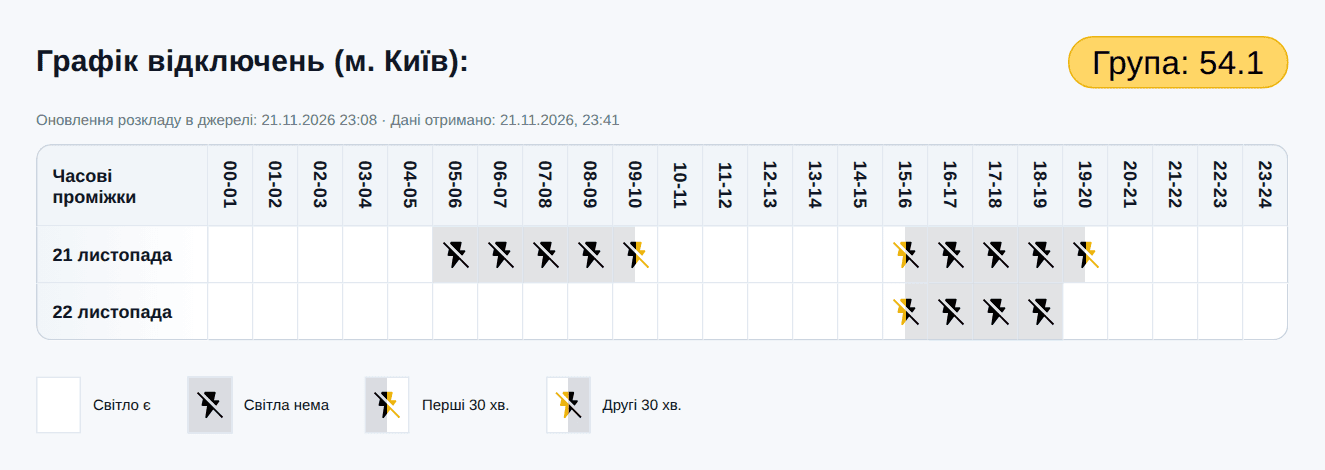 Графік відключень (м. Київ):
Група: 54.1
Оновлення розкладу в джерелі: 21.11.2026 23:08 · Дані отримано: 21.11.2026, 23:41
Часові
проміжки
00-01
01-02
02-03
03-04
04-05
05-06
06-07
07-08
08-09
09-10
10-11
11-12
12-13
13-14
14-15
15-16
16-17
17-18
18-19
19-20
20-21
21-22
22-23
23-24
21 листопада
22 листопада
Світло є
Світла нема
Перші 30 хв.
Другі 30 хв.